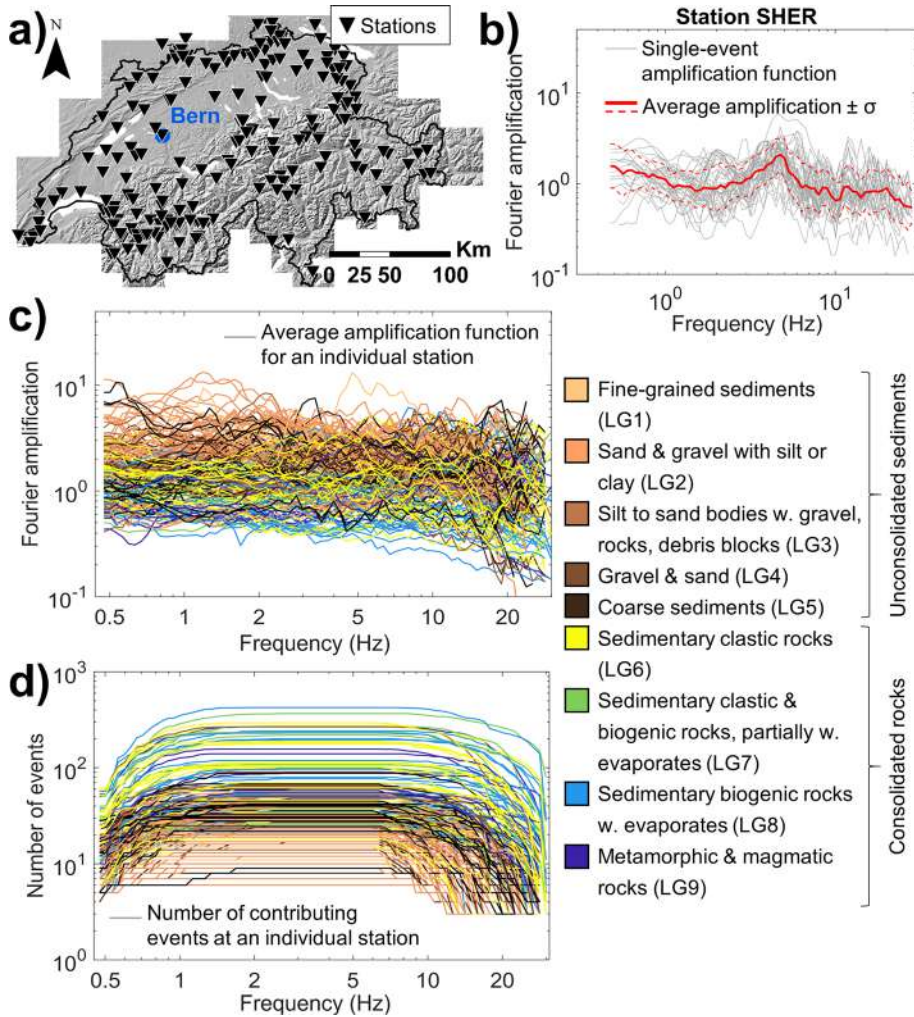 a)
N
Stations
Bern
Km
0 25 50 100
b)
Station SHER
Single-event
amplification function
Average amplification ± σ
Fourier amplification
10^1
10^0
10^-1
10^0 10^1
Frequency (Hz)
c)
Average amplification function
for an individual station
Fourier amplification
10^1
10^0
10^-1
0.5 1 2 5 10 20
Frequency (Hz)
d)
Number of events
10^3
10^2
10^1
10^0
Number of contributing
events at an individual station
0.5 1 2 5 10 20
Frequency (Hz)
Fine-grained sediments
(LG1)
Sand & gravel with silt or
clay (LG2)
Silt to sand bodies w. gravel,
rocks, debris blocks (LG3)
Gravel & sand (LG4)
Coarse sediments (LG5)
Unconsolidated sediments
Sedimentary clastic rocks
(LG6)
Sedimentary clastic &
biogenic rocks, partially w.
evaporates (LG7)
Sedimentary biogenic rocks
w. evaporates (LG8)
Metamorphic & magmatic
rocks (LG9)
Consolidated rocks